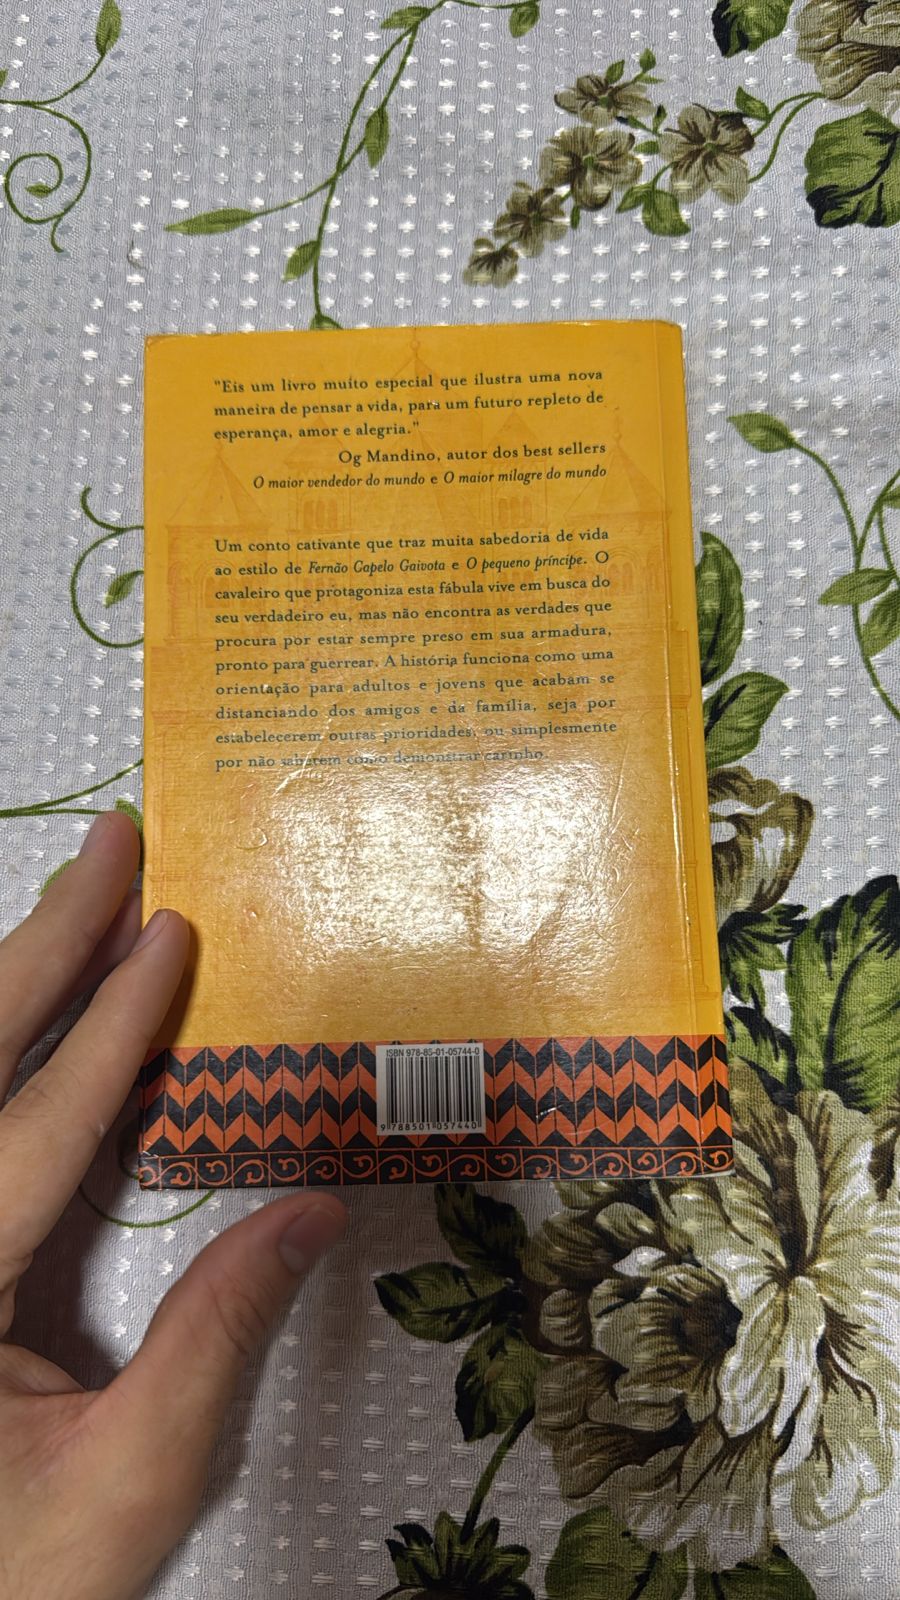 "Eis um livro muito especial que ilustra uma nova
maneira de pensar a vida, para um futuro repleto de
esperança, amor e alegria."
Og Mandino, autor dos best sellers
O maior vendedor do mundo e O maior milagre do mundo
Um conto cativante que traz muita sabedoria de vida
ao estilo de Fernão Capelo Gaivota e O pequeno príncipe. O
cavaleiro que protagoniza esta fábula vive em busca do
seu verdadeiro eu, mas não encontra as verdades que
procura por estar sempre preso em sua armadura,
pronto para guerrear. A história funciona como uma
orientação para adultos e jovens que acabam se
distanciando dos amigos e da família, seja por
estabelecerem outras prioridades, ou simplesmente
por não saberem como demonstrar carinho.
ISBN 978-85-01-05744-0
9 788501 057440